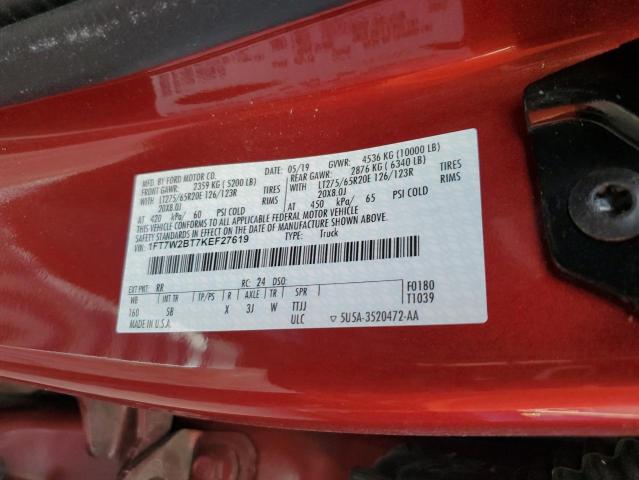 MFD. BY FORD MOTOR CO. DATE: 05/19 GVWR: 4536 KG (10000 LB)
FRONT GAWR: 2359 KG (5200 LB) REAR GAWR: 2876 KG (6340 LB)
LT275/65R20E 126/123R TIRES LT275/65R20E 126/123R TIRES
20X8.0J RIMS 20X8.0J RIMS
AT 420 kPa/ 60 PSI COLD AT 450 kPa/ 65 PSI COLD
THIS VEHICLE CONFORMS TO ALL APPLICABLE FEDERAL MOTOR VEHICLE
SAFETY STANDARDS IN EFFECT ON THE DATE OF MANUFACTURE SHOWN ABOVE.
VIN: 1FT7W2BT7KEF27619 TYPE: Truck
EXT PNT: RR RC: 24 DSO: F0180
WB INT TR TP/PS R AXLE TR SPR T1039
160 SB X 3J W TTJJ
MADE IN U.S.A. ULC ▽ 5U5A-3520472-AA